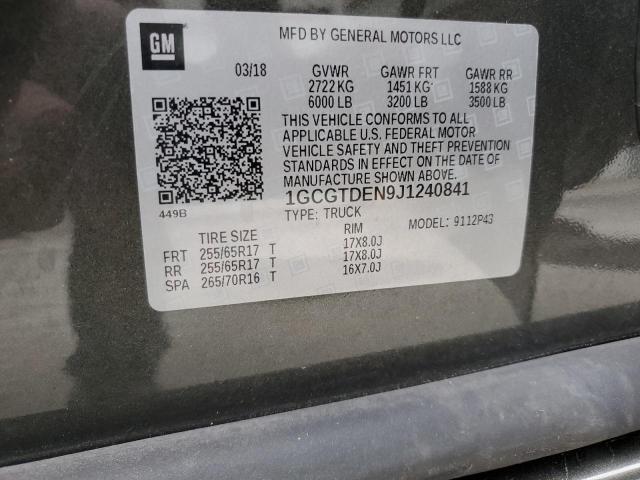 GM
MFD BY GENERAL MOTORS LLC
03/18 GVWR GAWR FRT GAWR RR
2722 KG 1451 KG 1588 KG
6000 LB 3200 LB 3500 LB
THIS VEHICLE CONFORMS TO ALL
APPLICABLE U.S. FEDERAL MOTOR
VEHICLE SAFETY AND THEFT PREVENTION
STANDARDS IN EFFECT ON THE DATE OF
MANUFACTURE SHOWN ABOVE.
449B 1GCGTDEN9J1240841
TYPE: TRUCK MODEL: 9112P43
TIRE SIZE RIM
FRT 255/65R17 T 17X8.0J
RR 255/65R17 T 17X8.0J
SPA 265/70R16 T 16X7.0J